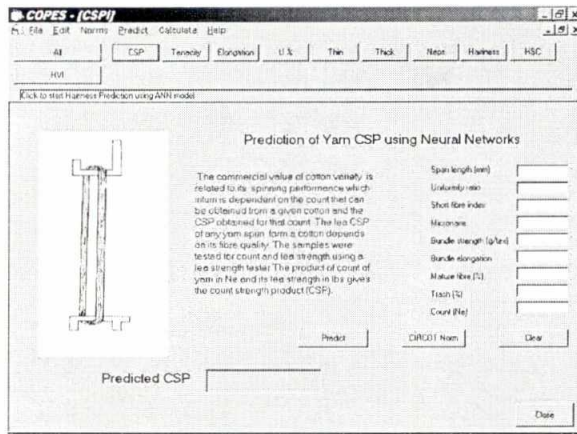 COPES - [CSP]
File Edit Norms Predict Calculate Help
All CSP Tenacity Elongation U % Thin Thick Neps Hairiness HSC
HVI
Click to start Hairiness Prediction using ANN model
Prediction of Yarn CSP using Neural Networks
The commercial value of cotton variety is
related to its spinning performance which
inturn is dependent on the count that can
be obtained from a given cotton and the
CSP obtained for that count. The lea CSP
of any yarn spun form a cotton depends
on its fibre quality. The samples were
tested for count and lea strength using a
lea strength tester. The product of count of
yarn in Ne and its lea strength in lbs gives
the count strength product (CSP).
Span length (mm)
Uniformity ratio
Short fibre index
Micronaire
Bundle strength (g/tex)
Bundle elongation
Mature fibre (%)
Trash (%)
Count (Ne)
Predict CIRCOT Norm Clear
Predicted CSP
Close